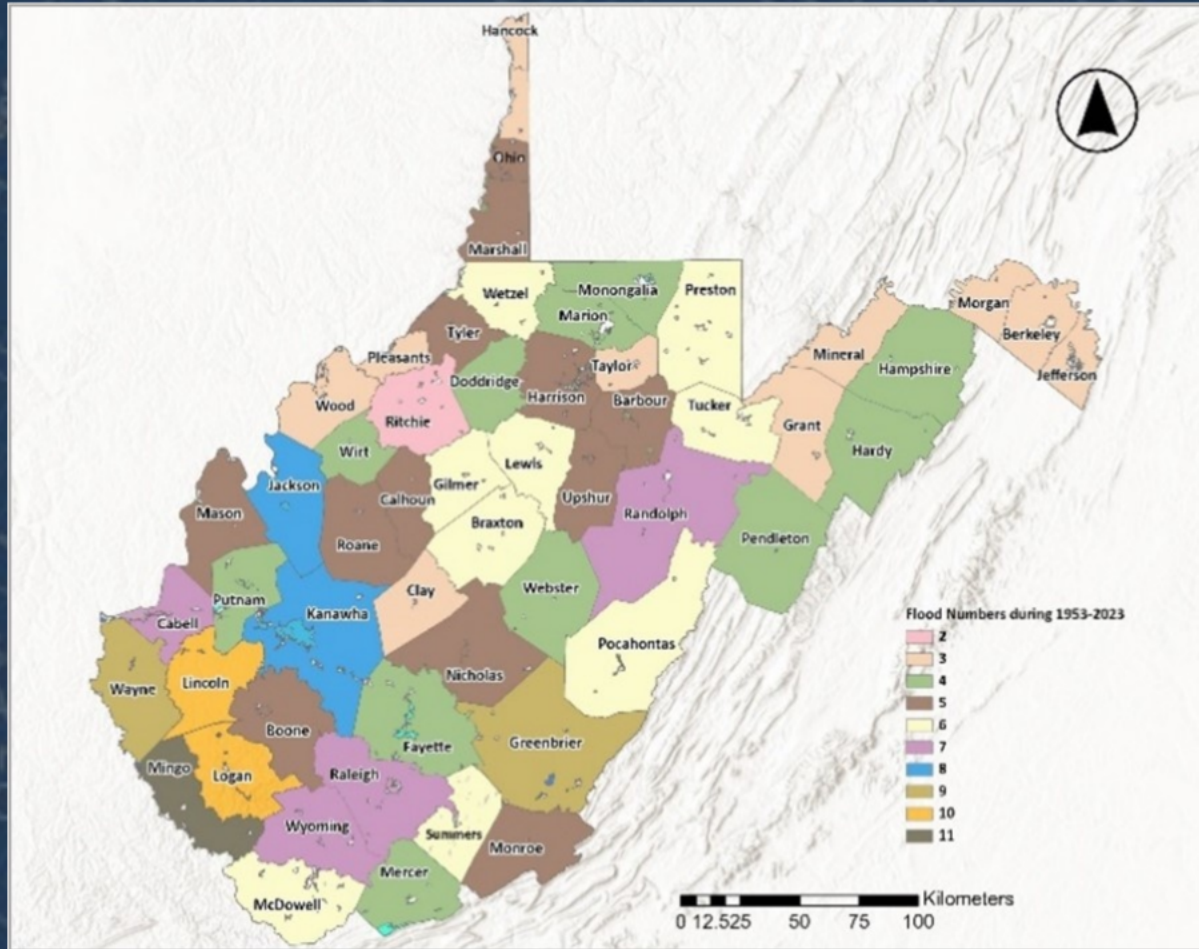 Hancock
Ohio
Marshall
Wetzel
Monongalia
Preston
Marion
Tyler
Morgan
Berkeley
Pleasants
Taylor
Mineral
Hampshire
Jefferson
Doddridge
Harrison
Barbour
Wood
Tucker
Ritchie
Grant
Wirt
Hardy
Lewis
Jackson
Gilmer
Calhoun
Upshur
Mason
Braxton
Randolph
Roane
Pendleton
Clay
Webster
Putnam
Kanawha
Cabell
Pocahontas
Nicholas
Wayne
Lincoln
Boone
Greenbrier
Fayette
Mingo
Logan
Raleigh
Wyoming
Summers
Monroe
Mercer
McDowell
Flood Numbers during 1953-2023
2
3
4
5
6
7
8
9
10
11
Kilometers
0 12.525 50 75 100